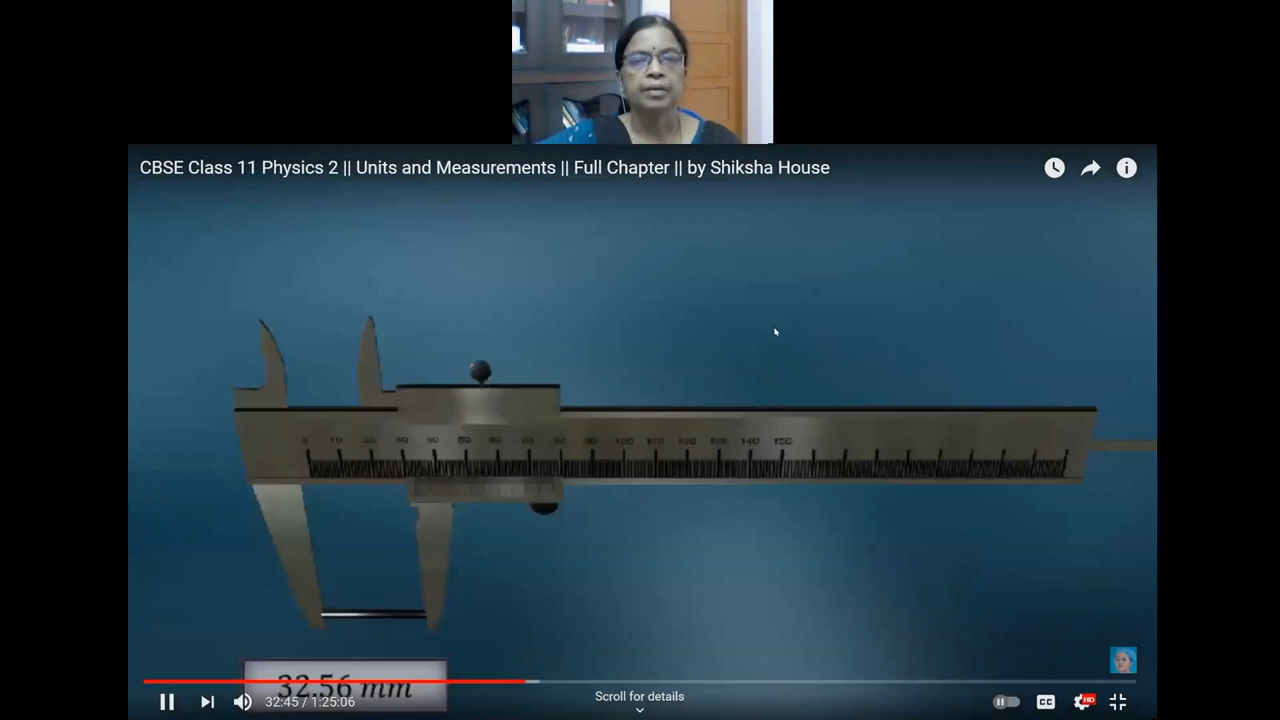 CBSE Class 11 Physics 2 || Units and Measurements || Full Chapter || by Shiksha House
0 10 20 30 40 50 60 70 80 90 100 110 120 130 140 150
32.56 mm
32:45 / 1:25:06
Scroll for details
CC
HD